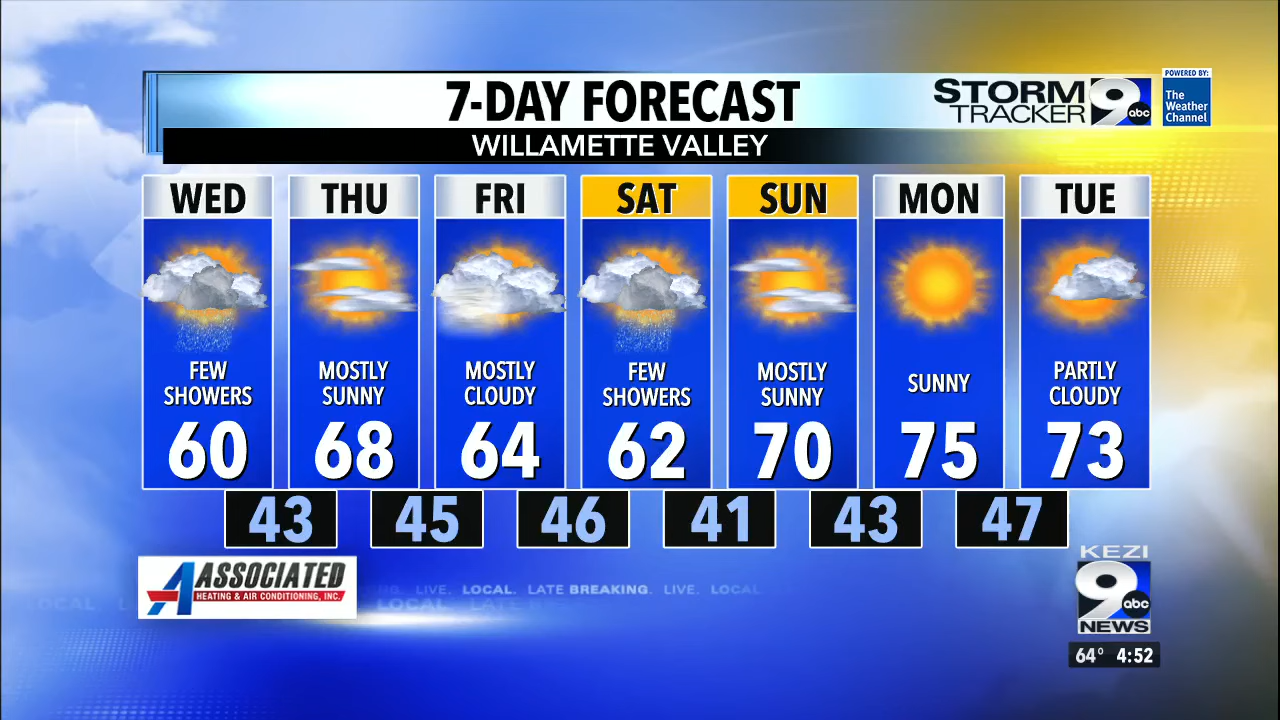 7-DAY FORECAST
WILLAMETTE VALLEY
STORM
TRACKER
9
abc
POWERED BY:
The
Weather
Channel
WED THU FRI SAT SUN MON TUE
FEW
SHOWERS
MOSTLY
SUNNY
MOSTLY
CLOUDY
FEW
SHOWERS
MOSTLY
SUNNY
SUNNY
PARTLY
CLOUDY
60 68 64 62 70 75 73
43 45 46 41 43 47
A ASSOCIATED
HEATING & AIR CONDITIONING, INC.
LIVE. LOCAL. LATE BREAKING. LIVE. LOCAL
LOCAL. LATE
KEZI
9
abc
NEWS
64° 4:52